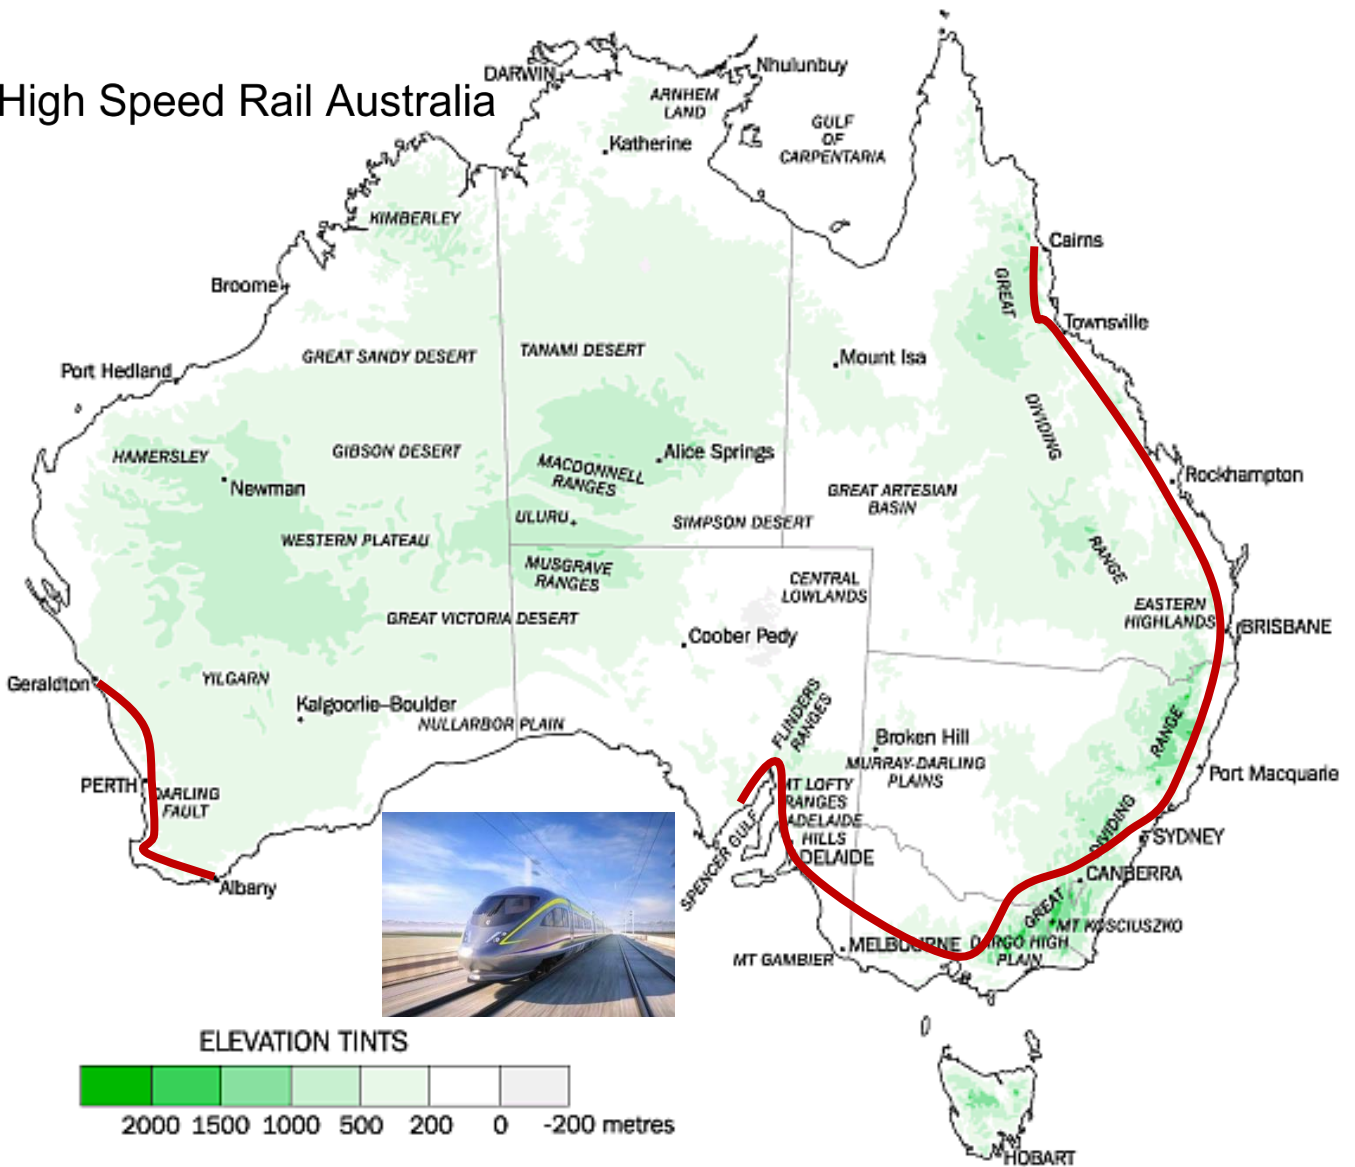 High Speed Rail Australia
DARWIN
Nhulunbuy
ARNHEM
LAND
Katherine
GULF
OF
CARPENTARIA
KIMBERLEY
Cairns
Broome
GREAT
Townsville
GREAT SANDY DESERT
TANAMI DESERT
Mount Isa
Port Hedland
DIVIDING
HAMERSLEY
GIBSON DESERT
Alice Springs
MACDONNELL
RANGES
Newman
Rockhampton
GREAT ARTESIAN
BASIN
ULURU
SIMPSON DESERT
WESTERN PLATEAU
RANGE
MUSGRAVE
RANGES
CENTRAL
LOWLANDS
EASTERN
HIGHLANDS
GREAT VICTORIA DESERT
BRISBANE
Coober Pedy
Geraldton
YILGARN
Kalgoorlie-Boulder
NULLARBOR PLAIN
FLINDERS
RANGES
Broken Hill
RANGE
MURRAY-DARLING
PLAINS
Port Macquarie
PERTH
DARLING
FAULT
MT LOFTY
RANGES
ADELAIDE
HILLS
DIVIDING
SYDNEY
SPENCER GULF
ADELAIDE
CANBERRA
Albany
GREAT
MT KOSCIUSZKO
MELBOURNE
DARGO HIGH
PLAIN
MT GAMBIER
ELEVATION TINTS
2000 1500 1000 500 200 0 -200 metres
HOBART